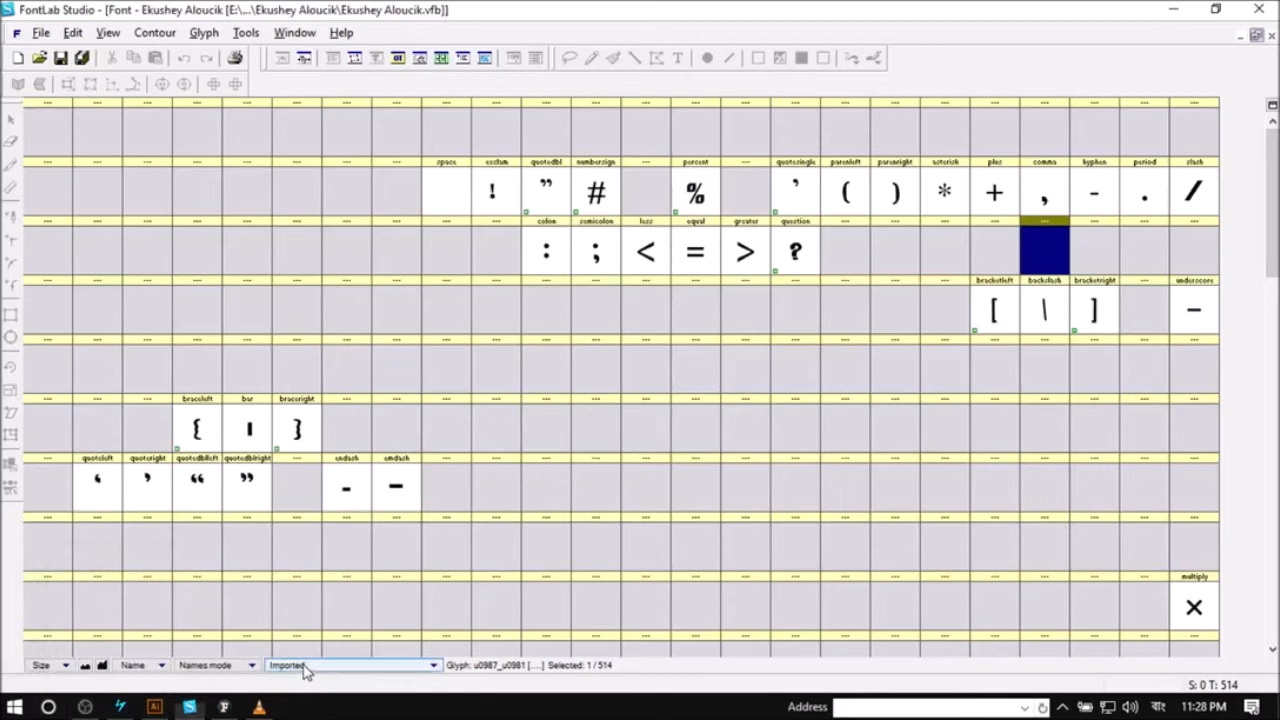 FontLab Studio - [Font - Ekushey Aloucik [E:\...\Ekushey Aloucik\Ekushey Aloucik.vfb]]
File Edit View Contour Glyph Tools Window Help
space exclam quotedbl numbersign --- percent --- quotesingle parenleft parenright asterisk plus comma hyphen period slash
! " # % ' ( ) * + , - . /
colon semicolon less equal greater question
: ; < = > ?
bracketleft backslash bracketright --- underscore
[ \ ] _
braceleft bar braceright
{ | }
quoteleft quoteright quotedblleft quotedblright --- endash emdash
‘ ’ “ ” – —
multiply
×
Size Name Names mode Imported Glyph: u0987_u0981 [....] Selected: 1 / 514
S: 0 T: 514
Address বাং 11:28 PM